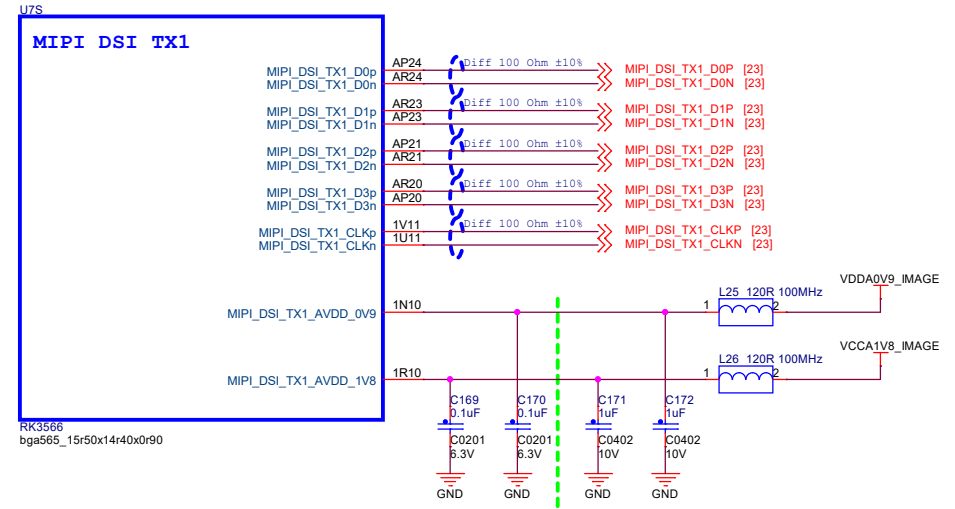 U7S
MIPI DSI TX1
MIPI_DSI_TX1_D0p AP24 Diff 100 Ohm ±10% MIPI_DSI_TX1_D0P [23]
MIPI_DSI_TX1_D0n AR24 MIPI_DSI_TX1_D0N [23]
MIPI_DSI_TX1_D1p AR23 Diff 100 Ohm ±10% MIPI_DSI_TX1_D1P [23]
MIPI_DSI_TX1_D1n AP23 MIPI_DSI_TX1_D1N [23]
MIPI_DSI_TX1_D2p AP21 Diff 100 Ohm ±10% MIPI_DSI_TX1_D2P [23]
MIPI_DSI_TX1_D2n AR21 MIPI_DSI_TX1_D2N [23]
MIPI_DSI_TX1_D3p AR20 Diff 100 Ohm ±10% MIPI_DSI_TX1_D3P [23]
MIPI_DSI_TX1_D3n AP20 MIPI_DSI_TX1_D3N [23]
MIPI_DSI_TX1_CLKp 1V11 Diff 100 Ohm ±10% MIPI_DSI_TX1_CLKP [23]
MIPI_DSI_TX1_CLKn 1U11 MIPI_DSI_TX1_CLKN [23]
VDDA0V9_IMAGE
L25 120R 100MHz
MIPI_DSI_TX1_AVDD_0V9 1N10 1 2
VCCA1V8_IMAGE
L26 120R 100MHz
MIPI_DSI_TX1_AVDD_1V8 1R10 1 2
C169 C170 C171 C172
0.1uF 0.1uF 1uF 1uF
C0201 C0201 C0402 C0402
6.3V 6.3V 10V 10V
GND GND GND GND
RK3566
bga565_15r50x14r40x0r90